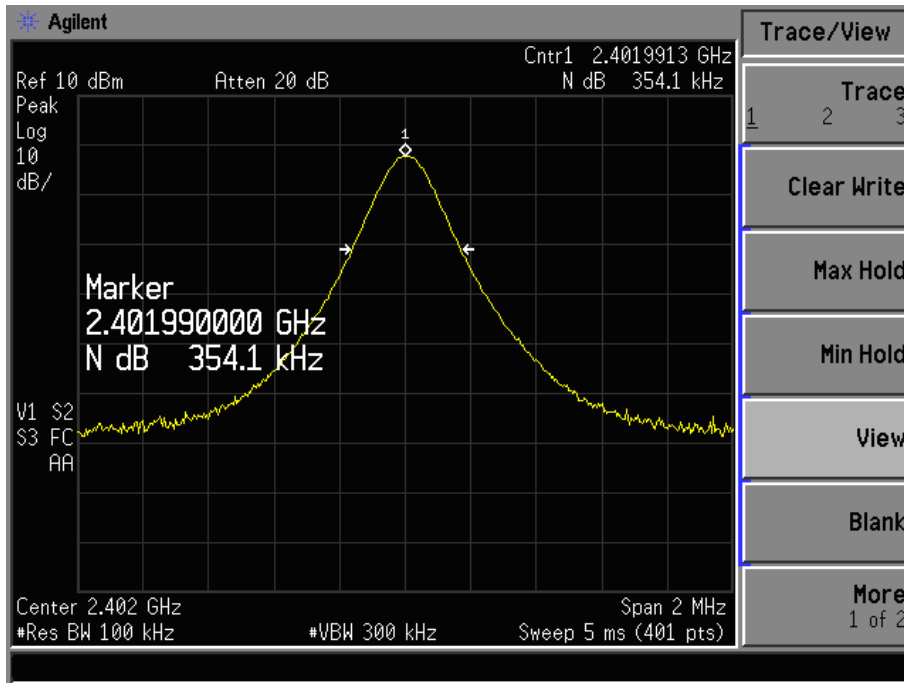 Agilent
Trace/View
Cntr1 2.4019913 GHz
Ref 10 dBm Atten 20 dB N dB 354.1 kHz
Peak
Log
10
dB/
1
Marker
2.401990000 GHz
N dB 354.1 kHz
V1 S2
S3 FC
AA
Center 2.402 GHz Span 2 MHz
#Res BW 100 kHz #VBW 300 kHz Sweep 5 ms (401 pts)
Trace
1 2 3
Clear Write
Max Hold
Min Hold
View
Blank
More
1 of 2